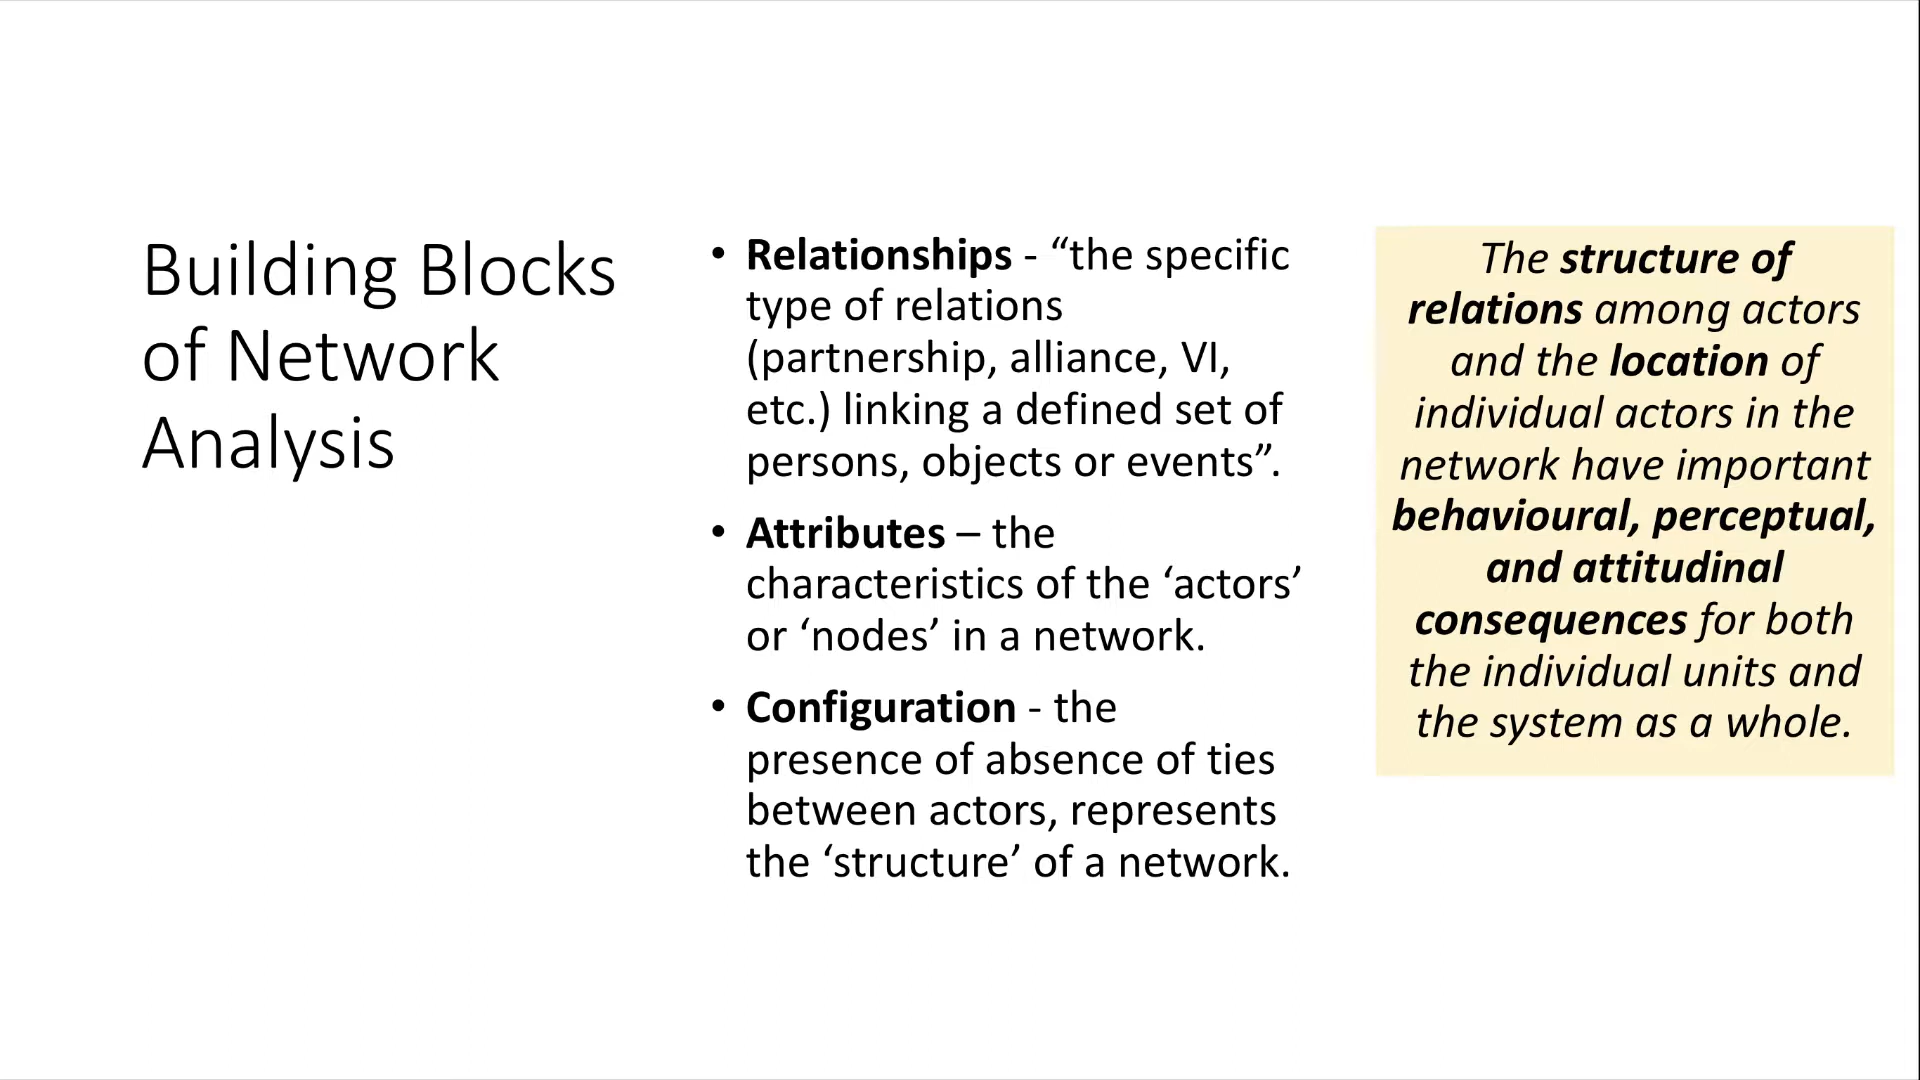 Building Blocks
of Network
Analysis
• Relationships - “the specific
type of relations
(partnership, alliance, VI,
etc.) linking a defined set of
persons, objects or events”.
• Attributes – the
characteristics of the ‘actors’
or ‘nodes’ in a network.
• Configuration - the
presence of absence of ties
between actors, represents
the ‘structure’ of a network.
The structure of
relations among actors
and the location of
individual actors in the
network have important
behavioural, perceptual,
and attitudinal
consequences for both
the individual units and
the system as a whole.